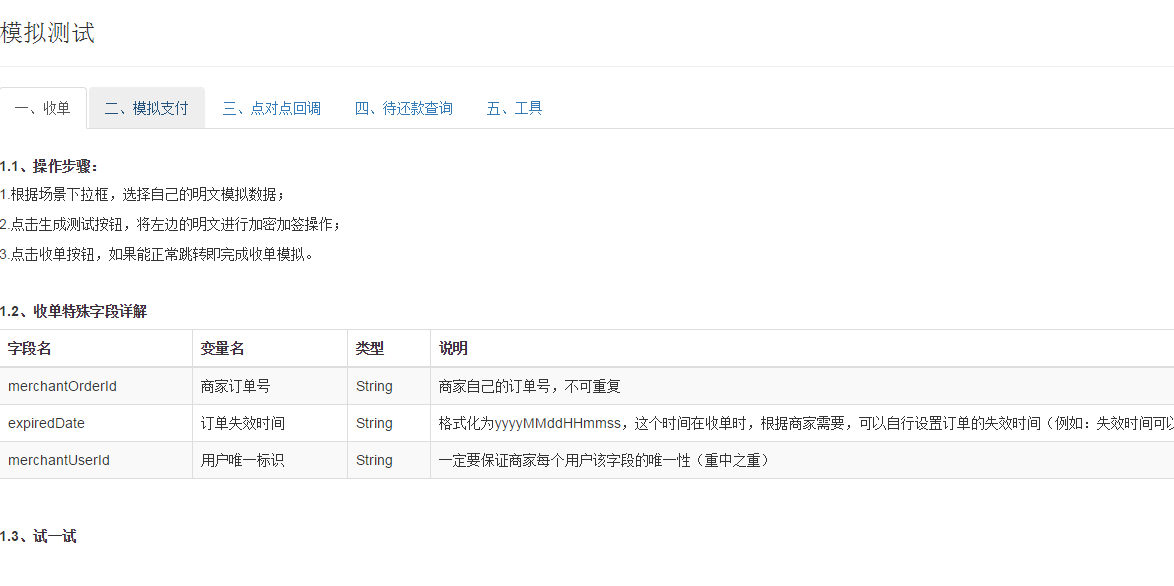 模拟测试
一、收单 二、模拟支付 三、点对点回调 四、待还款查询 五、工具
1.1、操作步骤：
1.根据场景下拉框，选择自己的明文模拟数据；
2.点击生成测试按钮，将左边的明文进行加密加签操作；
3.点击收单按钮，如果能正常跳转即完成收单模拟。
1.2、收单特殊字段详解
字段名 变量名 类型 说明
merchantOrderId 商家订单号 String 商家自己的订单号，不可重复
expiredDate 订单失效时间 String 格式化为yyyyMMddHHmmss，这个时间在收单时，根据商家需要，可以自行设置订单的失效时间（例如：失效时间可以
merchantUserId 用户唯一标识 String 一定要保证商家每个用户该字段的唯一性（重中之重）
1.3、试一试